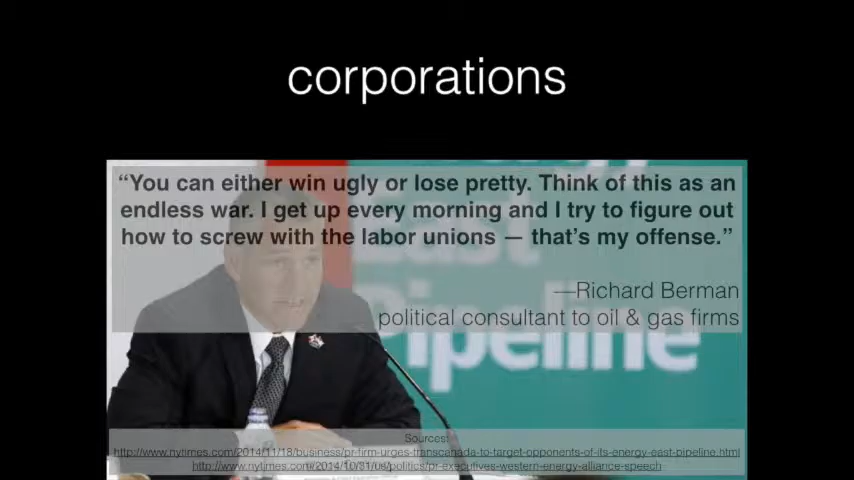 corporations
“You can either win ugly or lose pretty. Think of this as an
endless war. I get up every morning and I try to figure out
how to screw with the labor unions — that’s my offense.”
—Richard Berman
political consultant to oil & gas firms
East
Pipeline
Sources:
http://www.nytimes.com/2014/11/18/business/pr-firm-urges-transcanada-to-target-opponents-of-its-energy-east-pipeline.html
http://www.nytimes.com/2014/10/31/us/politics/pr-executives-western-energy-alliance-speech